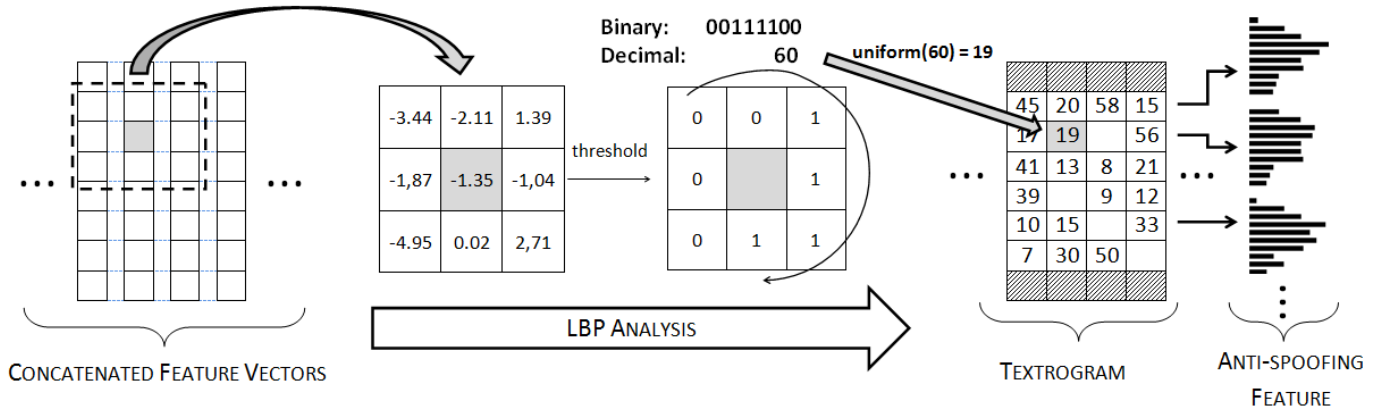 Binary: 00111100
Decimal: 60
uniform(60) = 19
-3.44 -2.11 1.39
-1,87 -1.35 -1,04
-4.95 0.02 2,71
threshold
0 0 1
0 1
0 1 1
45 20 58 15
17 19 56
41 13 8 21
39 9 12
10 15 33
7 30 50
... ... ... ...
LBP ANALYSIS
CONCATENATED FEATURE VECTORS
TEXTROGRAM
ANTI-SPOOFING
FEATURE